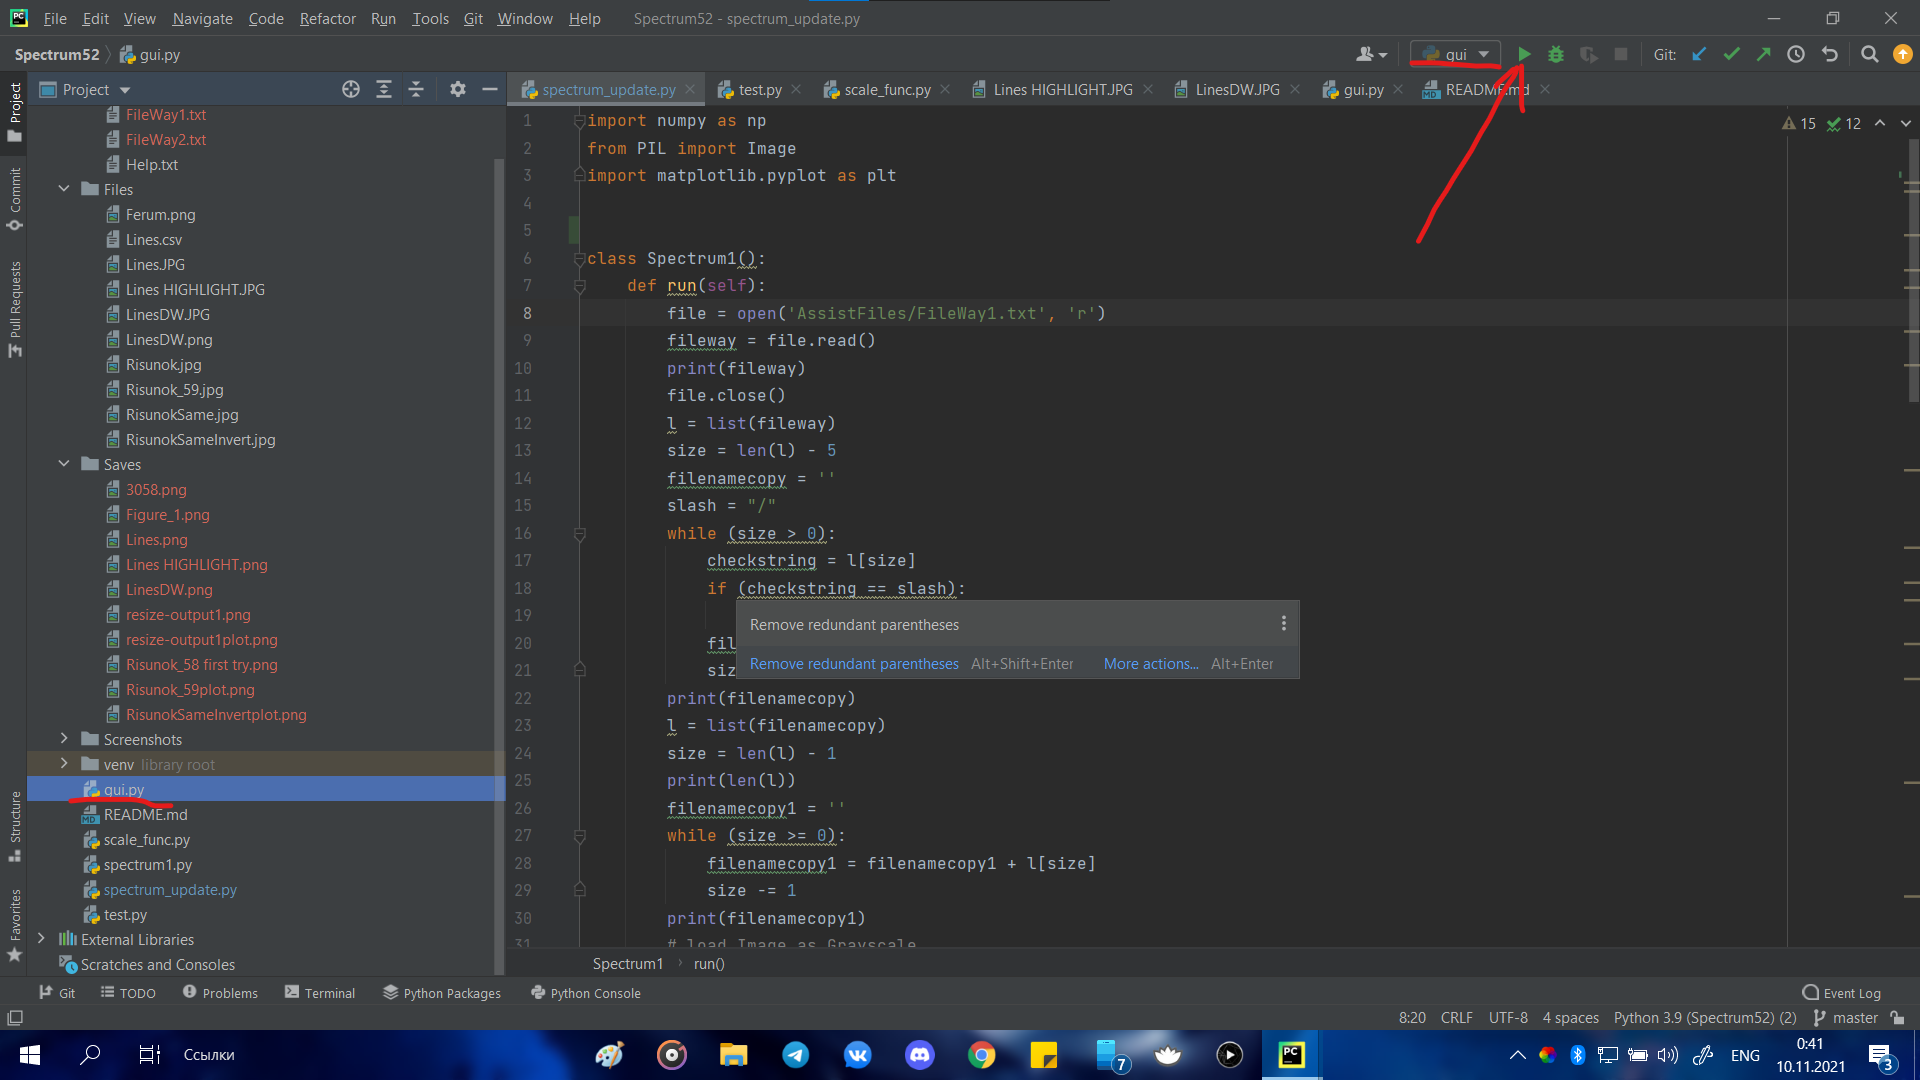 File Edit View Navigate Code Refactor Run Tools Git Window Help Spectrum52 - spectrum_update.py
Spectrum52 gui.py gui Git:
Project
spectrum_update.py test.py scale_func.py Lines HIGHLIGHT.JPG LinesDW.JPG gui.py README.md
Project
Commit
Pull Requests
Structure
Favorites
FileWay1.txt
FileWay2.txt
Help.txt
Files
Ferum.png
Lines.csv
Lines.JPG
Lines HIGHLIGHT.JPG
LinesDW.JPG
LinesDW.png
Risunok.jpg
Risunok_59.jpg
RisunokSame.jpg
RisunokSameInvert.jpg
Saves
3058.png
Figure_1.png
Lines.png
Lines HIGHLIGHT.png
LinesDW.png
resize-output1.png
resize-output1plot.png
Risunok_58 first try.png
Risunok_59plot.png
RisunokSameInvertplot.png
Screenshots
venv library root
gui.py
README.md
scale_func.py
spectrum1.py
spectrum_update.py
test.py
External Libraries
Scratches and Consoles
15 12
1 import numpy as np
2 from PIL import Image
3 import matplotlib.pyplot as plt
4
5
6 class Spectrum1():
7 def run(self):
8 file = open('AssistFiles/FileWay1.txt', 'r')
9 fileway = file.read()
10 print(fileway)
11 file.close()
12 l = list(fileway)
13 size = len(l) - 5
14 filenamecopy = ''
15 slash = "/"
16 while (size > 0):
17 checkstring = l[size]
18 if (checkstring == slash):
19
20 fil
21 siz
Remove redundant parentheses
Remove redundant parentheses Alt+Shift+Enter More actions... Alt+Enter
22 print(filenamecopy)
23 l = list(filenamecopy)
24 size = len(l) - 1
25 print(len(l))
26 filenamecopy1 = ''
27 while (size >= 0):
28 filenamecopy1 = filenamecopy1 + l[size]
29 size -= 1
30 print(filenamecopy1)
31 # load Image as Grayscale
Spectrum1 run()
Git TODO Problems Terminal Python Packages Python Console Event Log
8:20 CRLF UTF-8 4 spaces Python 3.9 (Spectrum52) (2) master
Ссылки 7 PC ENG 0:41
10.11.2021 3